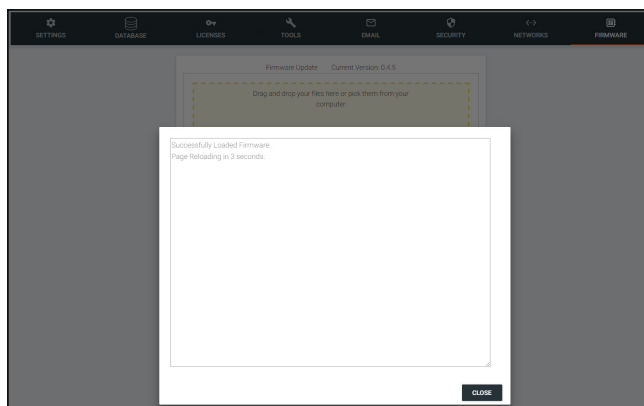 SETTINGS DATABASE LICENSES TOOLS EMAIL SECURITY NETWORKS FIRMWARE
Firmware Update Current Version: 0.4.5
Drag and drop your files here or pick them from your
computer
Successfully Loaded Firmware
Page Reloading in 3 seconds.
CLOSE